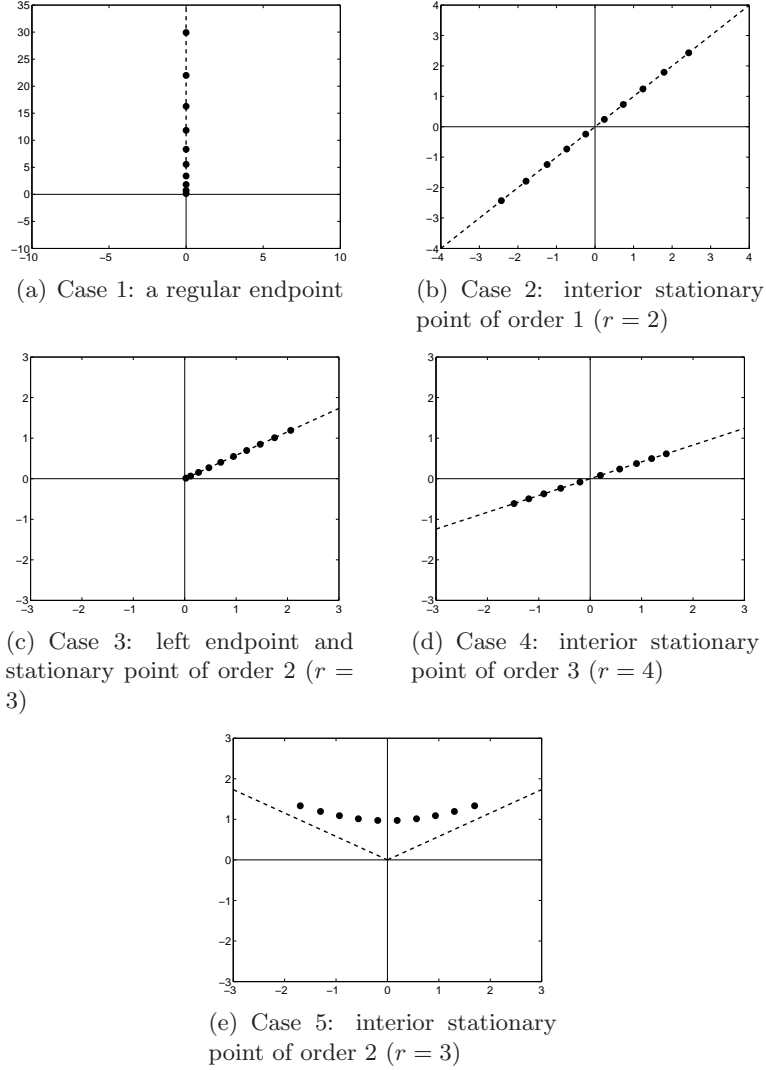 35
30
25
20
15
10
5
0
−5
−10
−10 −5 0 5 10
(a) Case 1: a regular endpoint
4
3
2
1
0
−1
−2
−3
−4
−4 −3 −2 −1 0 1 2 3 4
(b) Case 2: interior stationary
point of order 1 (r = 2)
3
2
1
0
−1
−2
−3
−3 −2 −1 0 1 2 3
(c) Case 3: left endpoint and
stationary point of order 2 (r =
3)
3
2
1
0
−1
−2
−3
−3 −2 −1 0 1 2 3
(d) Case 4: interior stationary
point of order 3 (r = 4)
3
2
1
0
−1
−2
−3
−3 −2 −1 0 1 2 3
(e) Case 5: interior stationary
point of order 2 (r = 3)